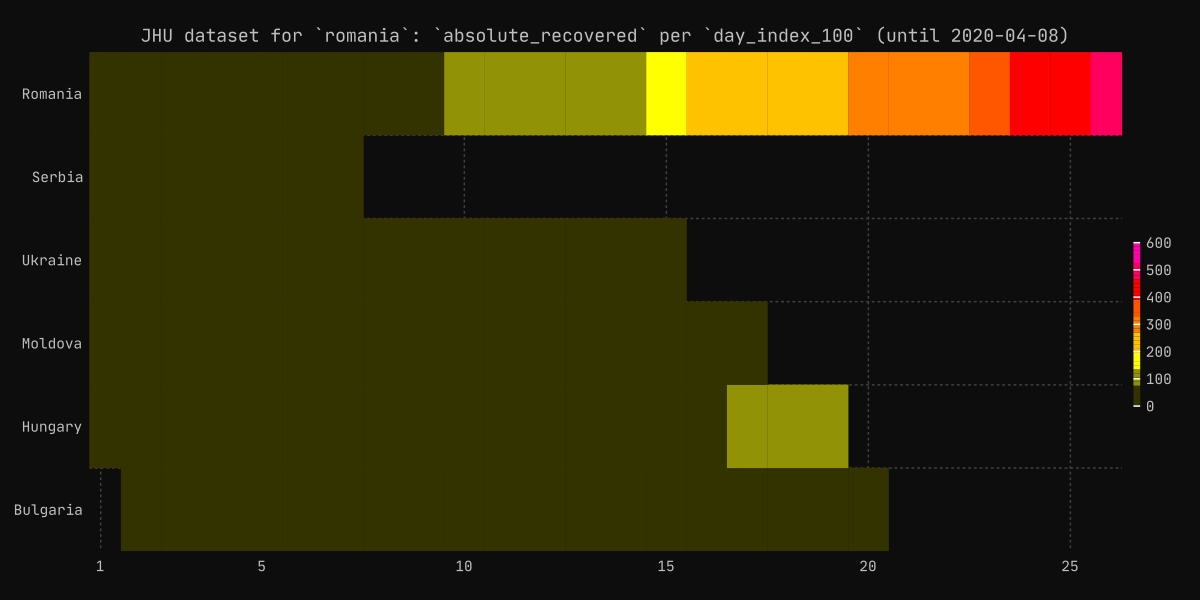 JHU dataset for `romania`: `absolute_recovered` per `day_index_100` (until 2020-04-08)
Romania
Serbia
Ukraine
Moldova
Hungary
Bulgaria
1 5 10 15 20 25
600
500
400
300
200
100
0